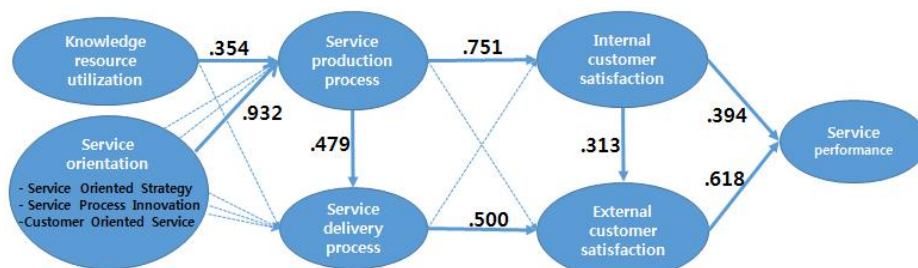 Knowledge
resource
utilization
.354
Service
production
process
.751
Internal
customer
satisfaction
.932
.479
.313
.394
Service
orientation
- Service Oriented Strategy
- Service Process Innovation
-Customer Oriented Service
Service
delivery
process
.500
External
customer
satisfaction
.618
Service
performance